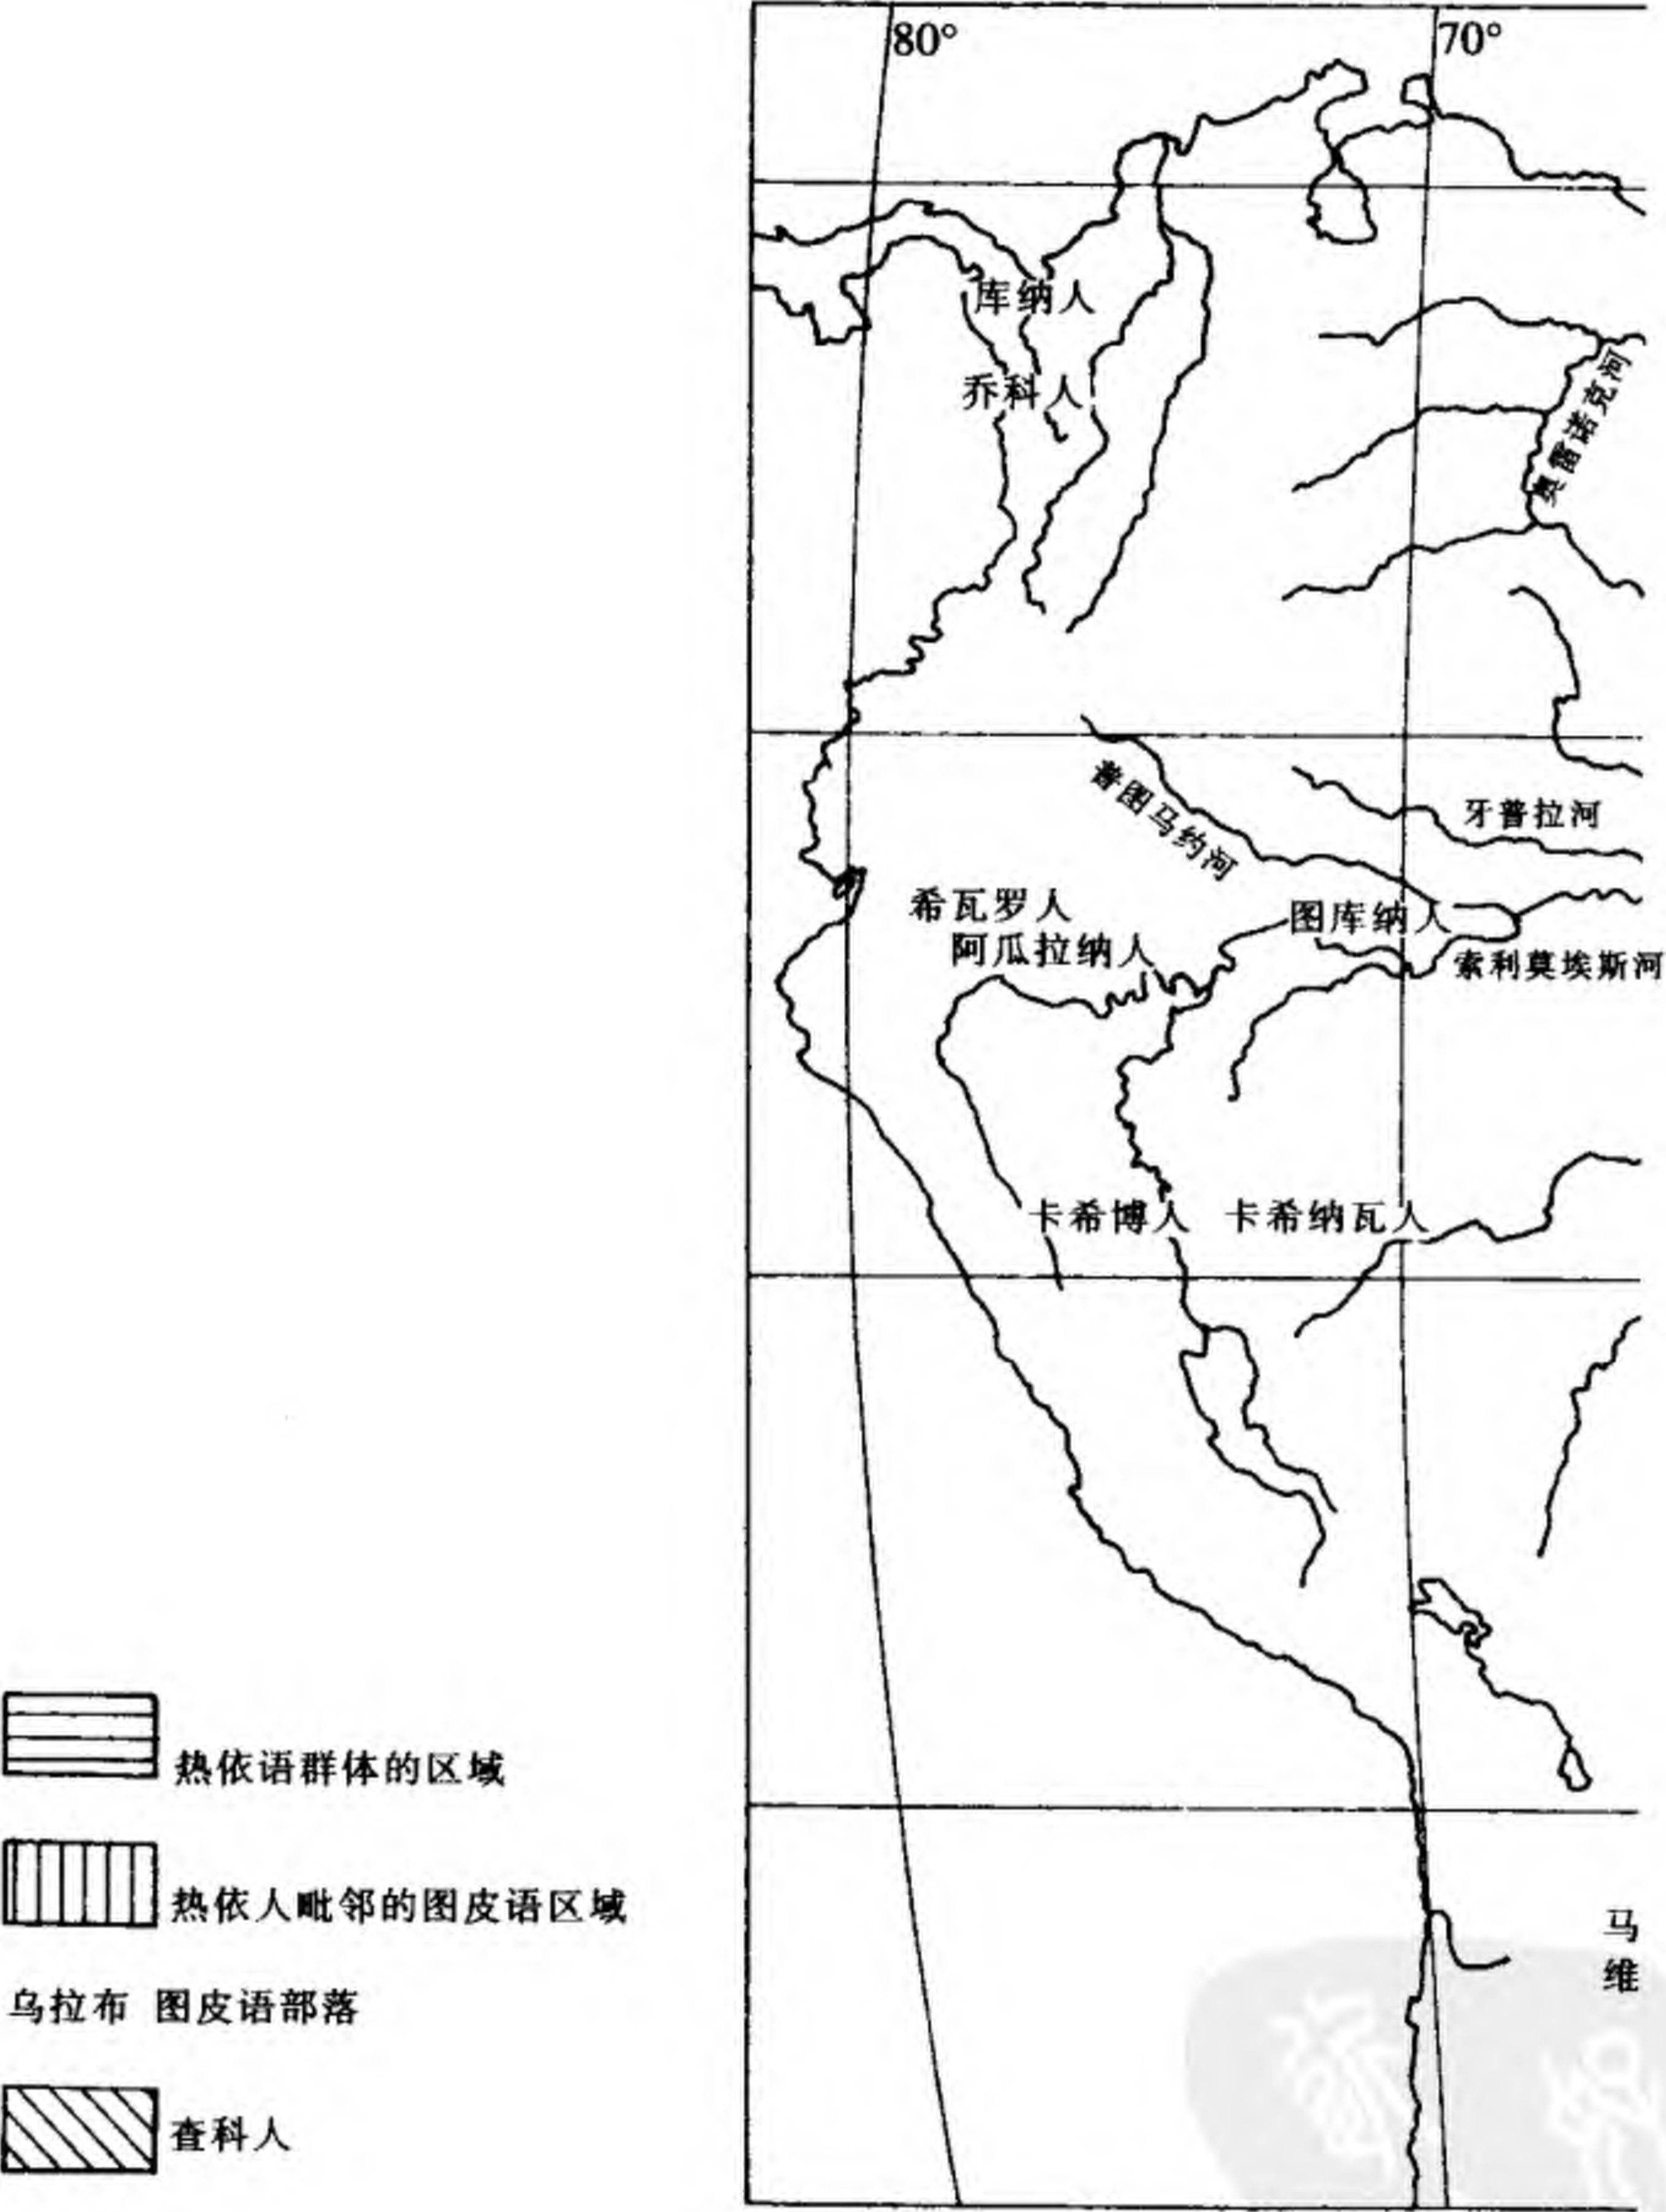 80°
70°
库纳人
乔科人
奥雷诺克河
普图马约河
牙普拉河
希瓦罗人
阿瓜拉纳人
图库纳人
索利莫埃斯河
卡希博人
卡希纳瓦人
热依语群体的区域
热依人毗邻的图皮语区域
乌拉布 图皮语部落
查科人
马
维